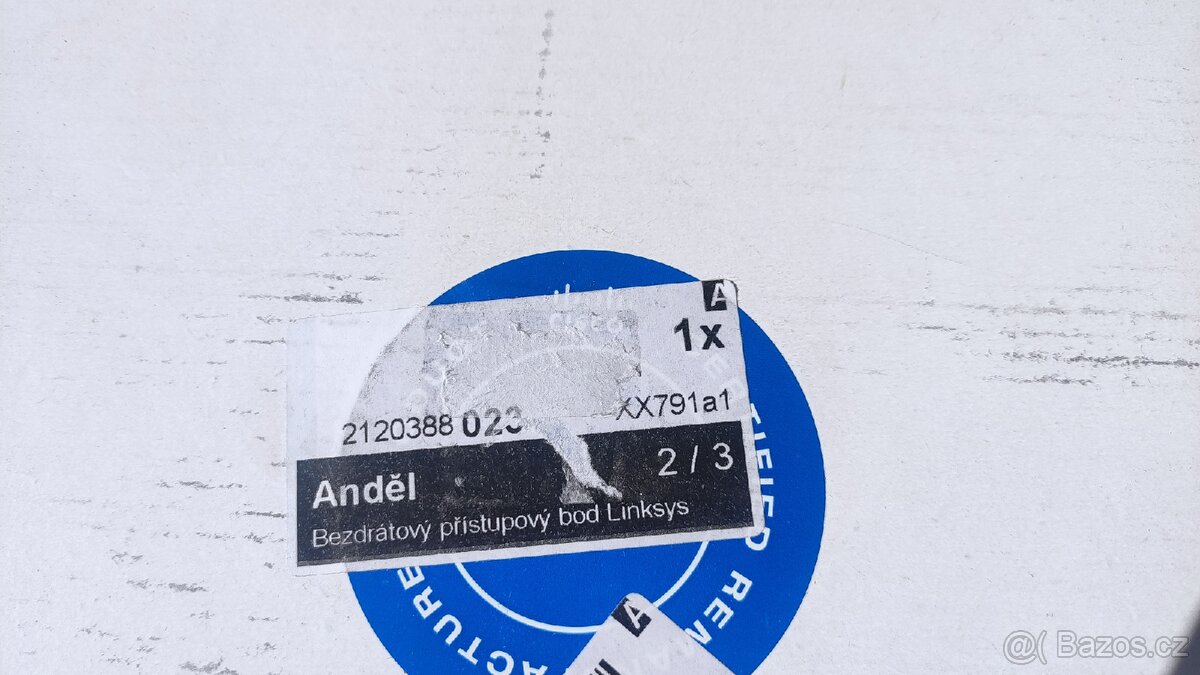 A
1x
2120388 023
XX791a1
Anděl
2 / 3
Bezdrátový přístupový bod Linksys
A
@( Bazos.cz